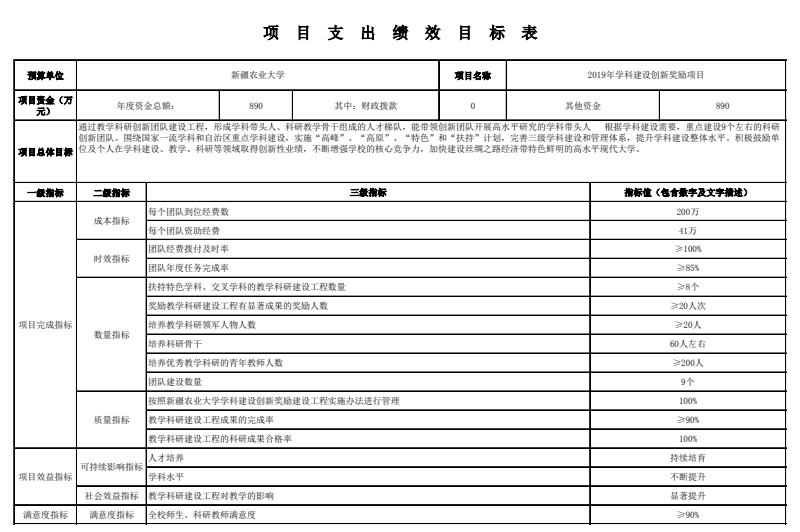 项目支出绩效目标表
预算单位 新疆农业大学 项目名称 2019年学科建设创新奖励项目
项目资金（万元） 年度资金总额： 890 其中：财政拨款 0 其他资金 890
项目总体目标
通过教学科研创新团队建设工程，形成学科带头人、科研教学骨干组成的人才梯队，能带领创新团队开展高水平研究的学科带头人　根据学科建设需要，重点建设9个左右的科研
创新团队。围绕国家一流学科和自治区重点学科建设，实施“高峰”、“高原”、“特色”和“扶持”计划，完善三级学科建设和管理体系，提升学科建设整体水平。积极鼓励单
位及个人在学科建设、教学、科研等领域取得创新性业绩，不断增强学校的核心竞争力，加快建设丝绸之路经济带特色鲜明的高水平现代大学。
一级指标 二级指标 三级指标 指标值（包含数字及文字描述）
项目完成指标
成本指标
每个团队到位经费数 200万
每个团队资助经费 41万
时效指标
团队经费拨付及时率 ≥100%
团队年度任务完成率 ≥85%
数量指标
扶持特色学科、交叉学科的教学科研建设工程数量 ≥8个
奖励教学科研建设工程有显著成果的奖励人数 ≥20人次
培养教学科研领军人物人数 ≥20人
培养科研骨干 60人左右
培养优秀教学科研的青年教师人数 ≥200人
团队建设数量 9个
质量指标
按照新疆农业大学学科建设创新奖励建设工程实施办法进行管理 100%
教学科研建设工程成果的完成率 ≥90%
教学科研建设工程的科研成果合格率 100%
项目效益指标
可持续影响指标
人才培养 持续培育
学科水平 不断提升
社会效益指标 教学科研建设工程对教学的影响 显著提升
满意度指标 满意度指标 全校师生、科研教师满意度 ≥90%